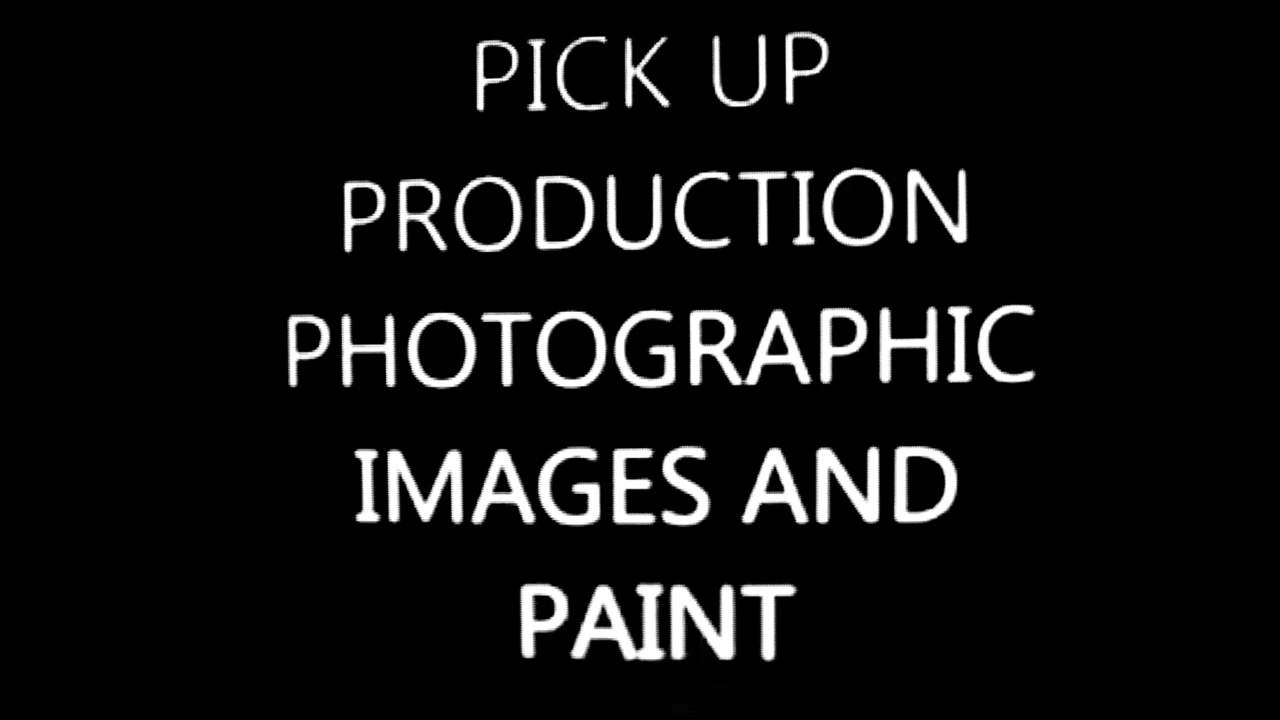 PICK UP
PRODUCTION
PHOTOGRAPHIC
IMAGES AND
PAINT